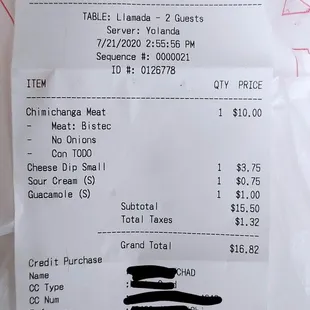 TABLE: Llamada - 2 Guests
Server: Yolanda
7/21/2020 2:55:56 PM
Sequence #: 0000021
ID #: 0126778
ITEM QTY PRICE
Chimichanga Meat 1 $10.00
- Meat: Bistec
- No Onions
- Con TODO
Cheese Dip Small 1 $3.75
Sour Cream (S) 1 $0.75
Guacamole (S) 1 $1.00
Subtotal $15.50
Total Taxes $1.32
Grand Total $16.82
Credit Purchase
Name CHAD
CC Type :
CC Num